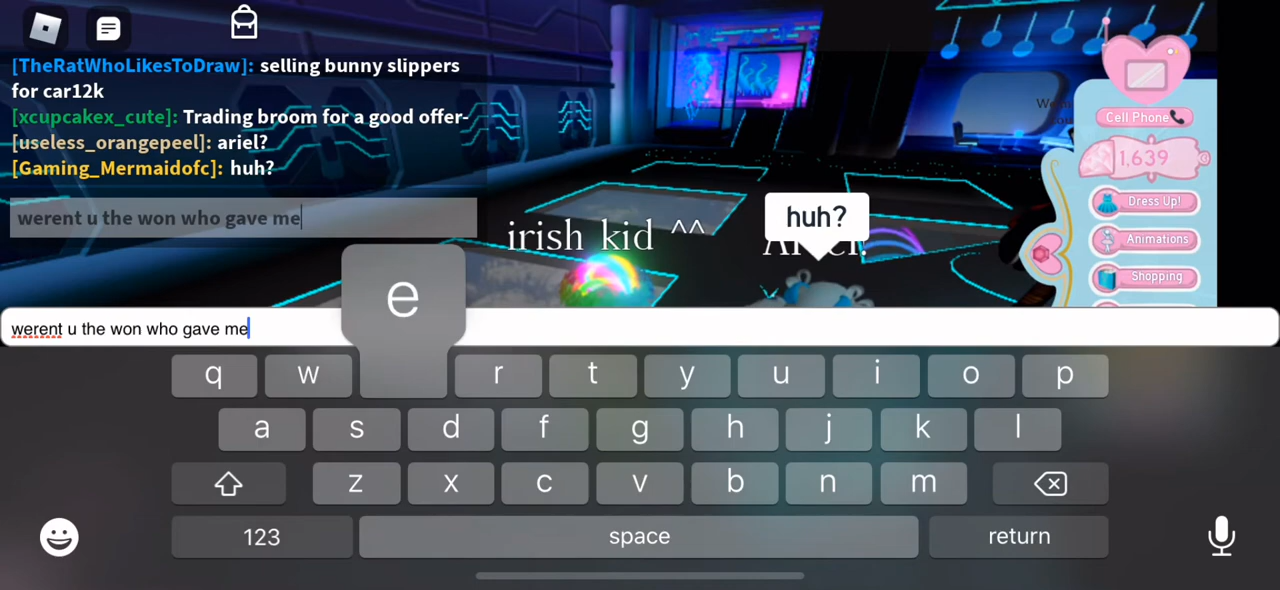 [TheRatWhoLikesToDraw]: selling bunny slippers
for car12k
[xcupcakex_cute]: Trading broom for a good offer-
[useless_orangepeel]: ariel?
[Gaming_Mermaidofc]: huh?
werent u the won who gave me
irish kid ^^
huh?
Cell Phone
1,639
Dress Up!
Animations
Shopping
werent u the won who gave me
e
q w r t y u i o p
a s d f g h j k l
z x c v b n m
123 space return